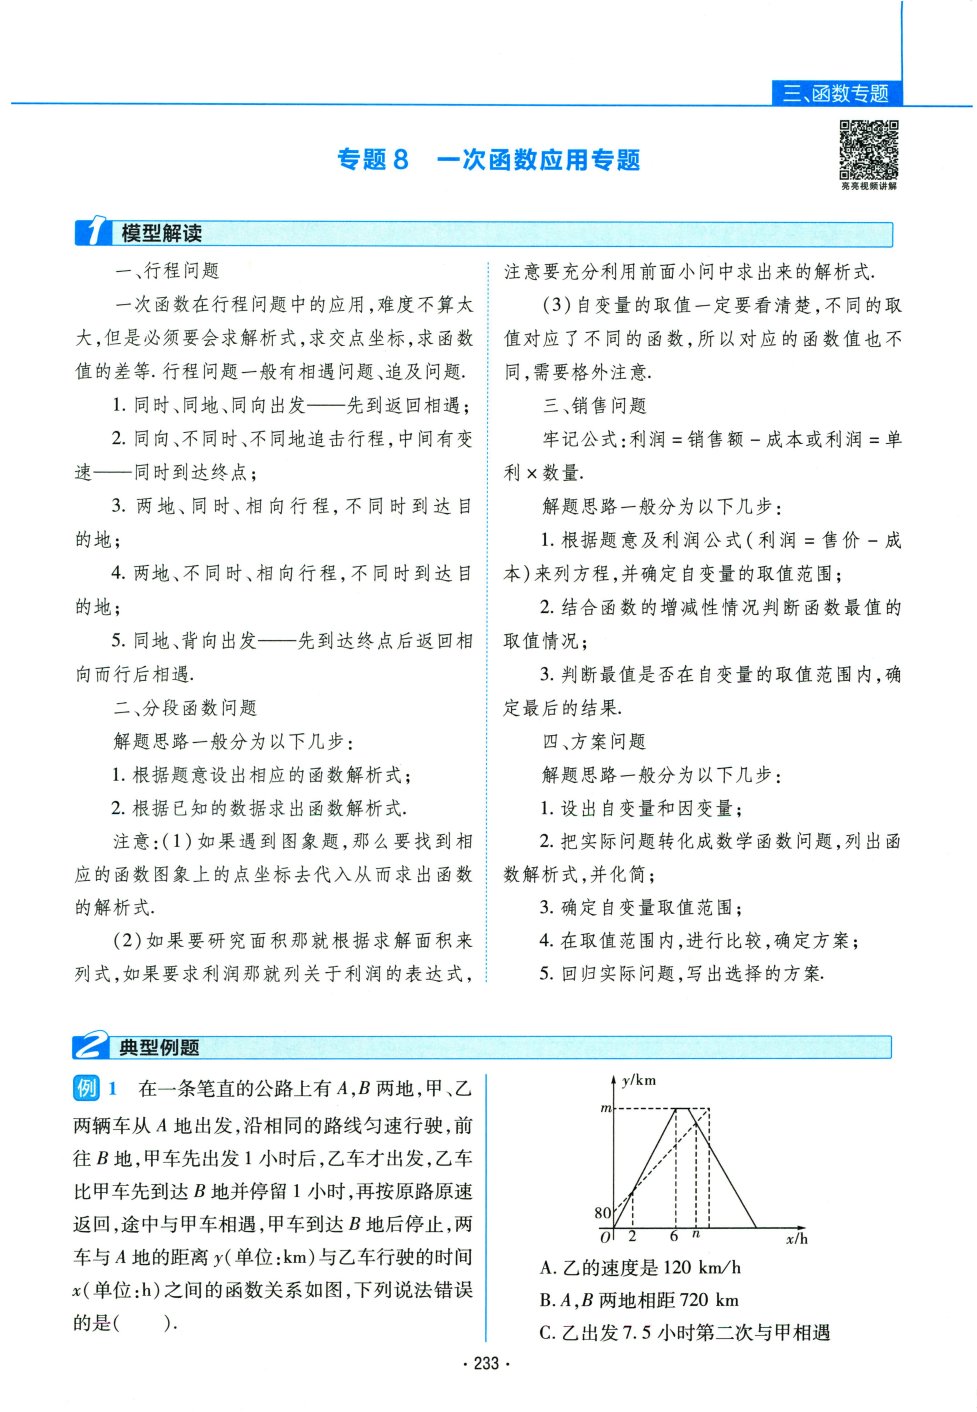 三、函数专题
亮亮视频讲解
专题 8 一次函数应用专题
1 模型解读
一、行程问题
一次函数在行程问题中的应用,难度不算太
大,但是必须要会求解析式,求交点坐标,求函数
值的差等. 行程问题一般有相遇问题、追及问题.
1. 同时、同地、同向出发——先到返回相遇;
2. 同向、不同时、不同地追击行程,中间有变
速——同时到达终点;
3. 两地、同时、相向行程,不同时到达目
的地;
4. 两地、不同时、相向行程,不同时到达目
的地;
5. 同地、背向出发——先到达终点后返回相
向而行后相遇.
二、分段函数问题
解题思路一般分为以下几步:
1. 根据题意设出相应的函数解析式;
2. 根据已知的数据求出函数解析式.
注意:(1)如果遇到图象题,那么要找到相
应的函数图象上的点坐标去代入从而求出函数
的解析式.
(2)如果要研究面积那就根据求解面积来
列式,如果要求利润那就列关于利润的表达式,
注意要充分利用前面小问中求出来的解析式.
(3)自变量的取值一定要看清楚,不同的取
值对应了不同的函数,所以对应的函数值也不
同,需要格外注意.
三、销售问题
牢记公式:利润 = 销售额 - 成本或利润 = 单
利 × 数量.
解题思路一般分为以下几步:
1. 根据题意及利润公式(利润 = 售价 - 成
本)来列方程,并确定自变量的取值范围;
2. 结合函数的增减性情况判断函数最值的
取值情况;
3. 判断最值是否在自变量的取值范围内,确
定最后的结果.
四、方案问题
解题思路一般分为以下几步:
1. 设出自变量和因变量;
2. 把实际问题转化成数学函数问题,列出函
数解析式,并化简;
3. 确定自变量取值范围;
4. 在取值范围内,进行比较,确定方案;
5. 回归实际问题,写出选择的方案.
2 典型例题
例 1 在一条笔直的公路上有 A,B 两地,甲、乙
两辆车从 A 地出发,沿相同的路线匀速行驶,前
往 B 地,甲车先出发 1 小时后,乙车才出发,乙车
比甲车先到达 B 地并停留 1 小时,再按原路原速
返回,途中与甲车相遇,甲车到达 B 地后停止,两
车与 A 地的距离 y(单位:km)与乙车行驶的时间
x(单位:h)之间的函数关系如图,下列说法错误
的是( ).
y/km
m
80
O 2 6 n x/h
A. 乙的速度是 120 km/h
B. A,B 两地相距 720 km
C. 乙出发 7.5 小时第二次与甲相遇
· 233 ·